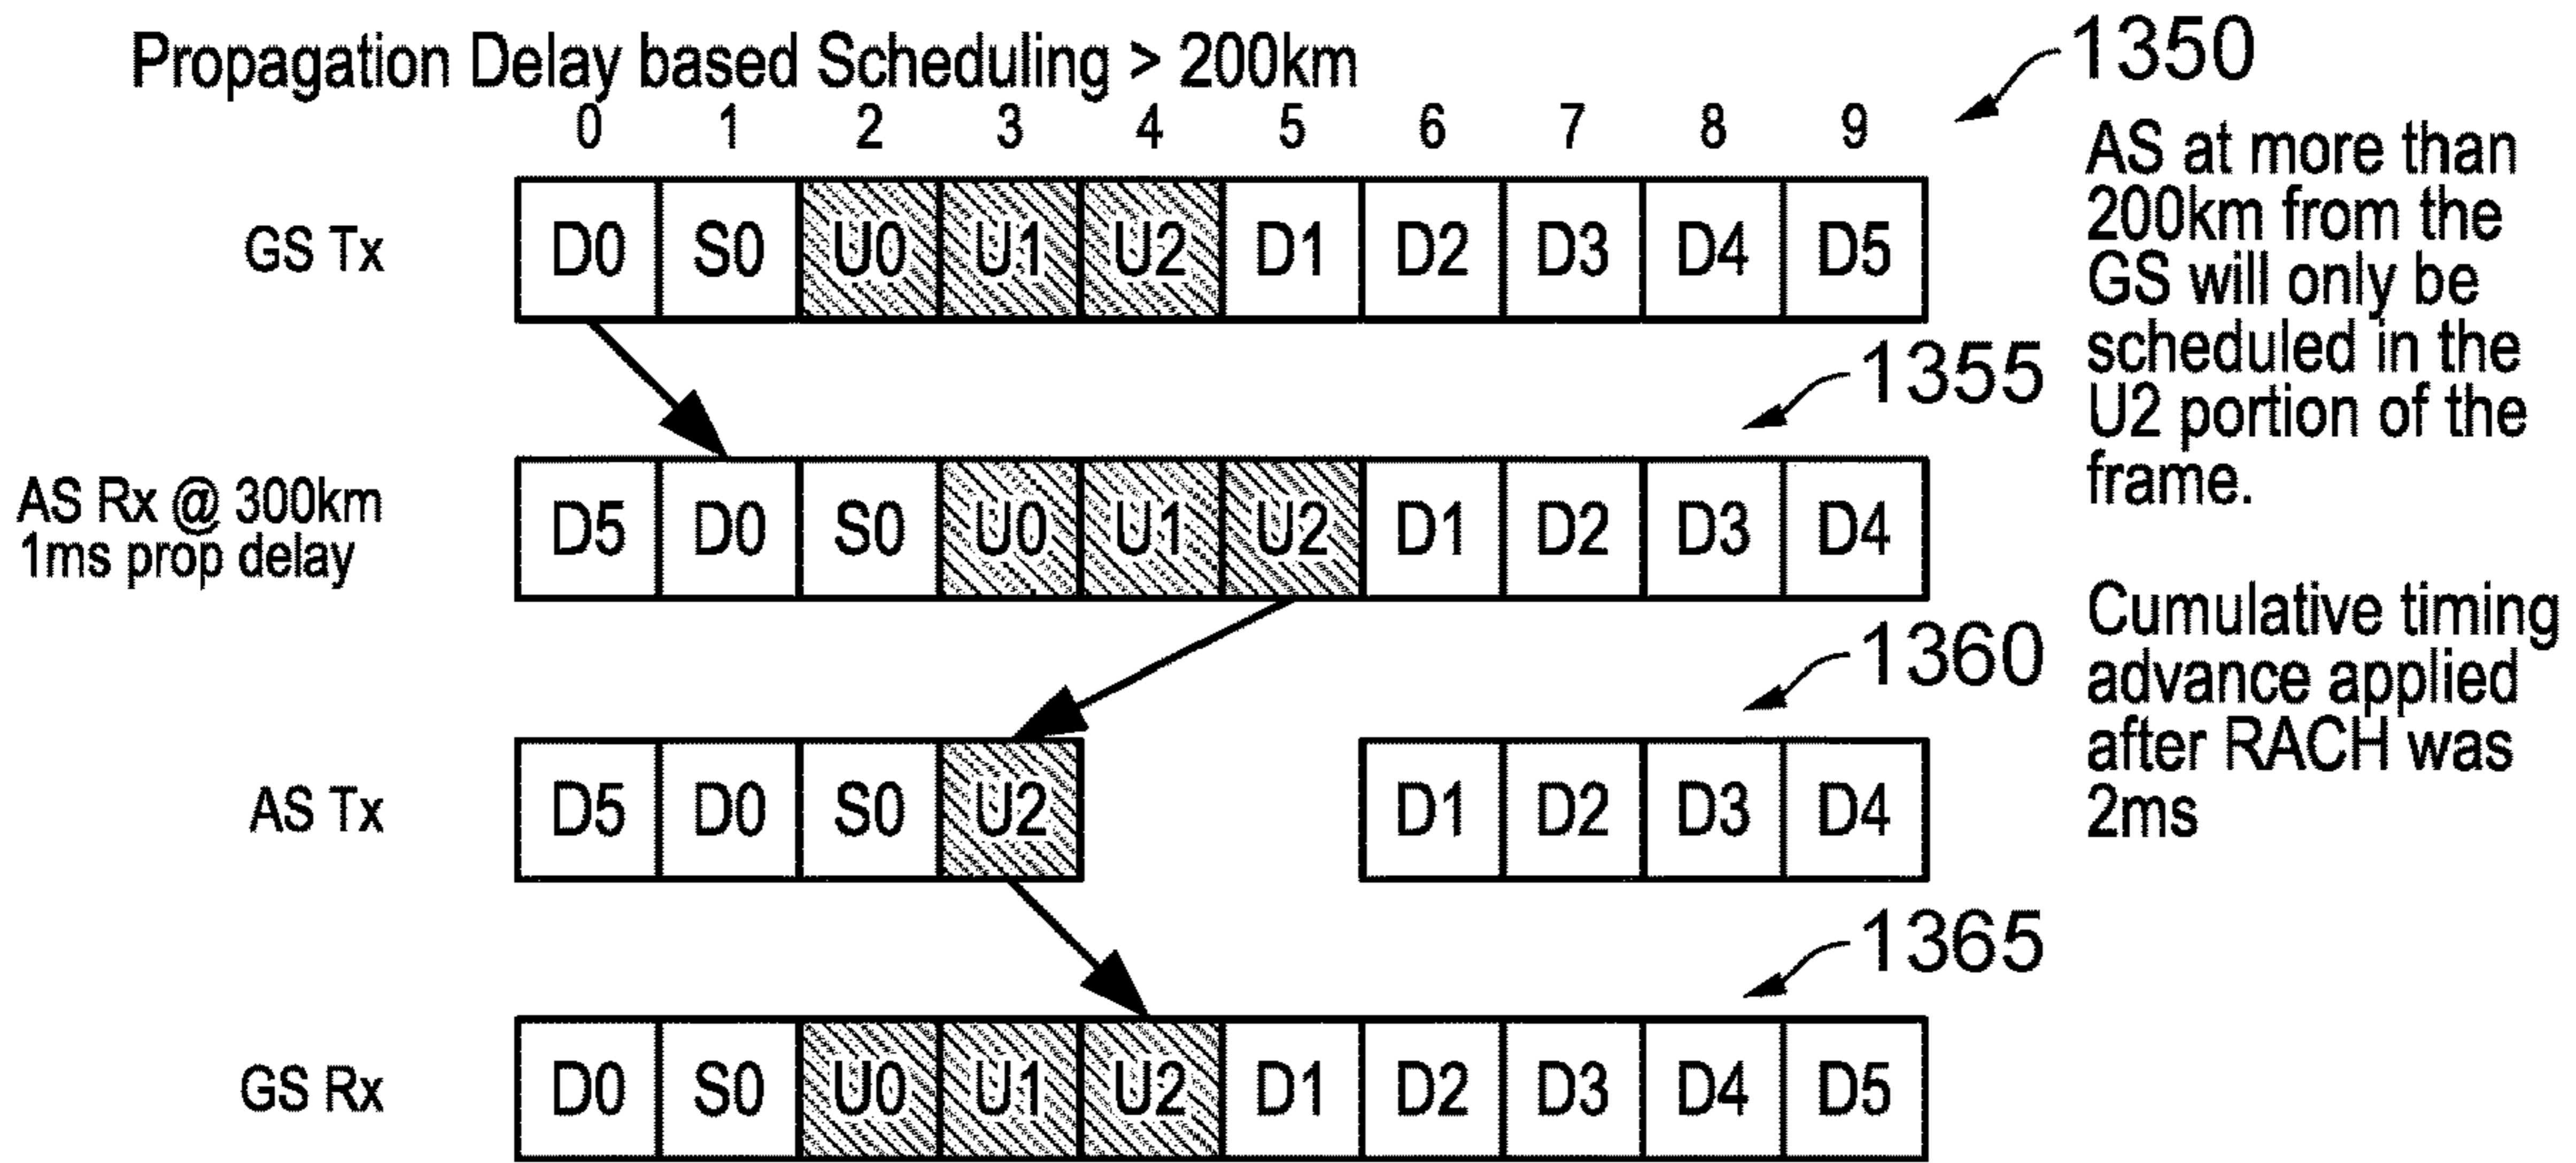 Propagation Delay based Scheduling > 200km
1350
0 1 2 3 4 5 6 7 8 9
AS at more than
200km from the
GS will only be
scheduled in the
U2 portion of the
frame.
GS Tx D0 S0 U0 U1 U2 D1 D2 D3 D4 D5
1355
AS Rx @ 300km
1ms prop delay
D5 D0 S0 U0 U1 U2 D1 D2 D3 D4
Cumulative timing
advance applied
after RACH was
2ms
1360
AS Tx D5 D0 S0 U2 D1 D2 D3 D4
1365
GS Rx D0 S0 U0 U1 U2 D1 D2 D3 D4 D5